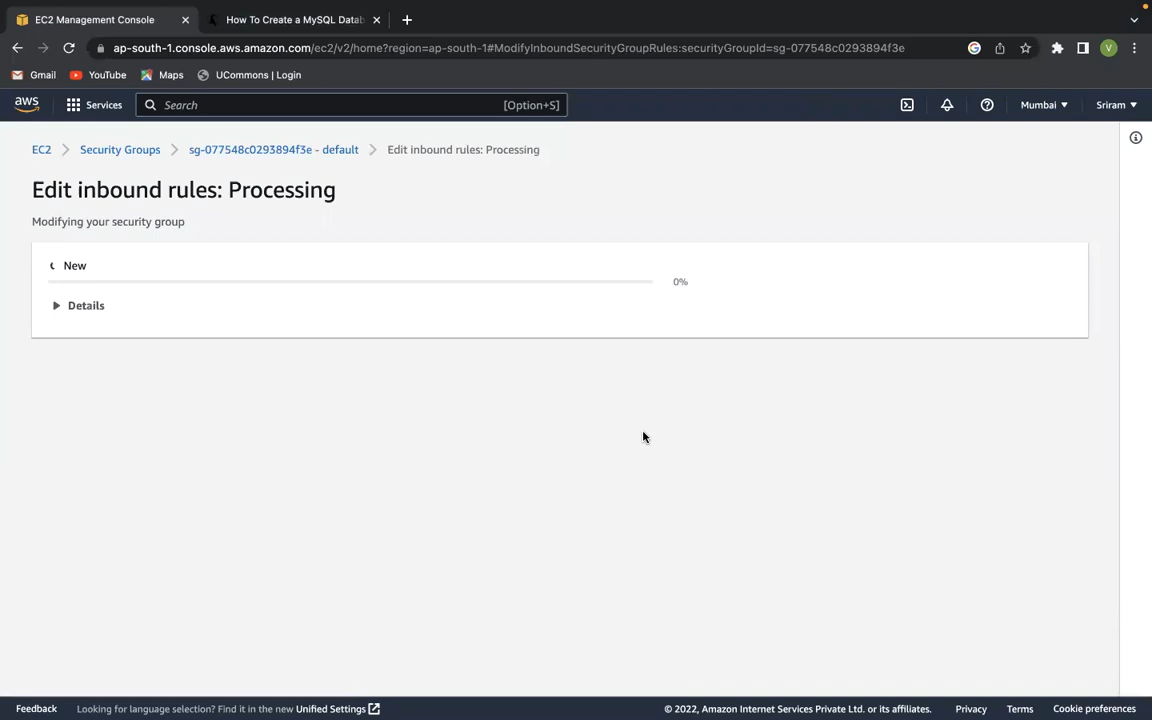 EC2 Management Console
How To Create a MySQL Datab
ap-south-1.console.aws.amazon.com/ec2/v2/home?region=ap-south-1#ModifyInboundSecurityGroupRules:securityGroupId=sg-077548c0293894f3e
V
Gmail YouTube Maps UCommons | Login
aws Services Search [Option+S] Mumbai Sriram
EC2 Security Groups sg-077548c0293894f3e - default Edit inbound rules: Processing
Edit inbound rules: Processing
Modifying your security group
New
0%
Details
Feedback Looking for language selection? Find it in the new Unified Settings © 2022, Amazon Internet Services Private Ltd. or its affiliates. Privacy Terms Cookie preferences